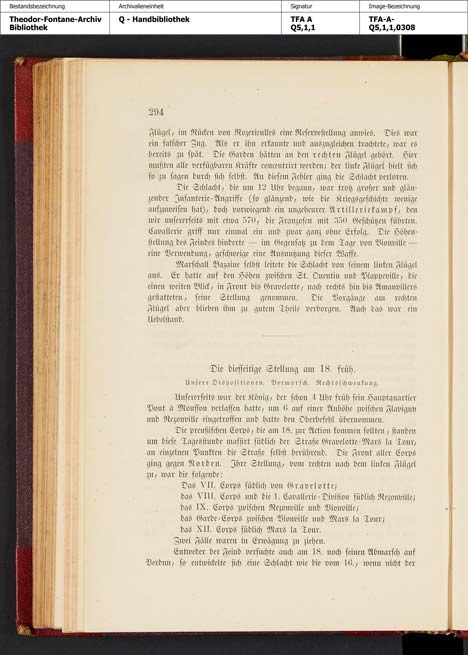 Bestandsbezeichnung
Theodor-Fontane-Archiv
Bibliothek
Archivalieneinheit
Q - Handbibliothek
Signatur
TFA A
Q5,1,1
Image-Bezeichnung
TFA-A-
Q5,1,1,0308
294
Flügel, im Rücken von Rozerieulles eine Reservestellung anwies. Dies war
ein falscher Zug. Als er ihn erkannte und auszugleichen trachtete, war es
bereits zu spät. Die Garden hätten an den rechten Flügel gehört. Hier
mußten alle verfügbaren Kräfte concentrirt werden; der linke Flügel hielt sich
so zu sagen durch sich selbst. An diesem Fehler ging die Schlacht verloren.
Die Schlacht, die um 12 Uhr begann, war trotz großer und glän-
zender Infanterie-Angriffe (so glänzend, wie die Kriegsgeschichte wenige
aufzuweisen hat), doch vorwiegend ein ungeheurer Artilleriekampf, den
wir unsererseits mit etwa 570, die Franzosen mit 350 Geschützen führten.
Cavallerie griff nur einmal ein und zwar ganz ohne Erfolg. Die Höhen-
stellung des Feindes hinderte — im Gegensatz zu dem Tage von Vionville —
eine Verwendung, geschweige eine Ausnutzung dieser Waffe.
Marschall Bazaine selbst leitete die Schlacht von seinem linken Flügel
aus. Er hatte auf den Höhen zwischen St. Quentin und Plappeville, die
einen weiten Blick, in Front bis Gravelotte, nach rechts hin bis Amanvillers
gestatteten, seine Stellung genommen. Die Vorgänge am rechten
Flügel aber blieben ihm zu gutem Theile verborgen. Auch das war ein
Uebelstand.
Die diesseitige Stellung am 18. früh.
Unsere Dispositionen. Vormarsch. Rechtsschwenkung.
Unsererseits war der König, der schon 4 Uhr früh sein Hauptquartier
Pont à Mousson verlassen hatte, um 6 auf einer Anhöhe zwischen Flavigny
und Rezonville eingetroffen und hatte den Oberbefehl übernommen.
Die preußischen Corps, die am 18. zur Action kommen sollten, standen
um diese Tagesstunde massirt südlich der Straße Gravelotte-Mars la Tour,
an einzelnen Punkten die Straße selbst berührend. Die Front aller Corps
ging gegen Norden. Ihre Stellung, vom rechten nach dem linken Flügel
zu, war die folgende:
Das VII. Corps südlich von Gravelotte;
das VIII. Corps und die 1. Cavallerie-Division südlich Rezonville;
das IX. Corps zwischen Rezonville und Vionville;
das Garde-Corps zwischen Vionville und Mars la Tour;
das XII. Corps südlich Mars la Tour.
Zwei Fälle waren in Erwägung zu ziehen.
Entweder der Feind versuchte auch am 18. noch seinen Abmarsch auf
Verdun, so entwickelte sich eine Schlacht wie die vom 16., wenn nicht der